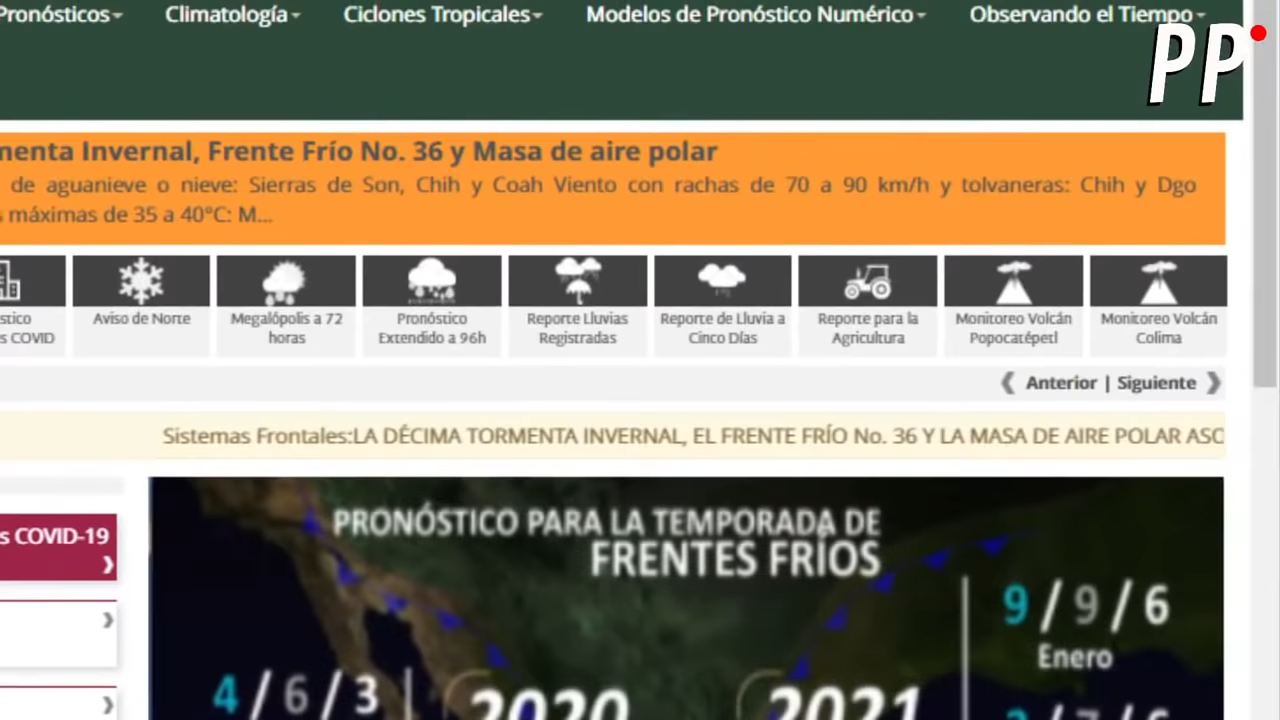 Pronósticos
Climatología
Ciclones Tropicales
Modelos de Pronóstico Numérico
Observando el Tiempo
PP
menta Invernal, Frente Frío No. 36 y Masa de aire polar
de aguanieve o nieve: Sierras de Son, Chih y Coah Viento con rachas de 70 a 90 km/h y tolvaneras: Chih y Dgo
s máximas de 35 a 40°C: M...
stico
s COVID
Aviso de Norte
Megalópolis a 72
horas
Pronóstico
Extendido a 96h
Reporte Lluvias
Registradas
Reporte de Lluvia a
Cinco Días
Reporte para la
Agricultura
Monitoreo Volcán
Popocatépetl
Monitoreo Volcán
Colima
Anterior | Siguiente
Sistemas Frontales:LA DÉCIMA TORMENTA INVERNAL, EL FRENTE FRÍO No. 36 Y LA MASA DE AIRE POLAR ASC
s COVID-19
PRONÓSTICO PARA LA TEMPORADA DE
FRENTES FRÍOS
9 / 9 / 6
Enero
4 / 6 / 3
2020
2021